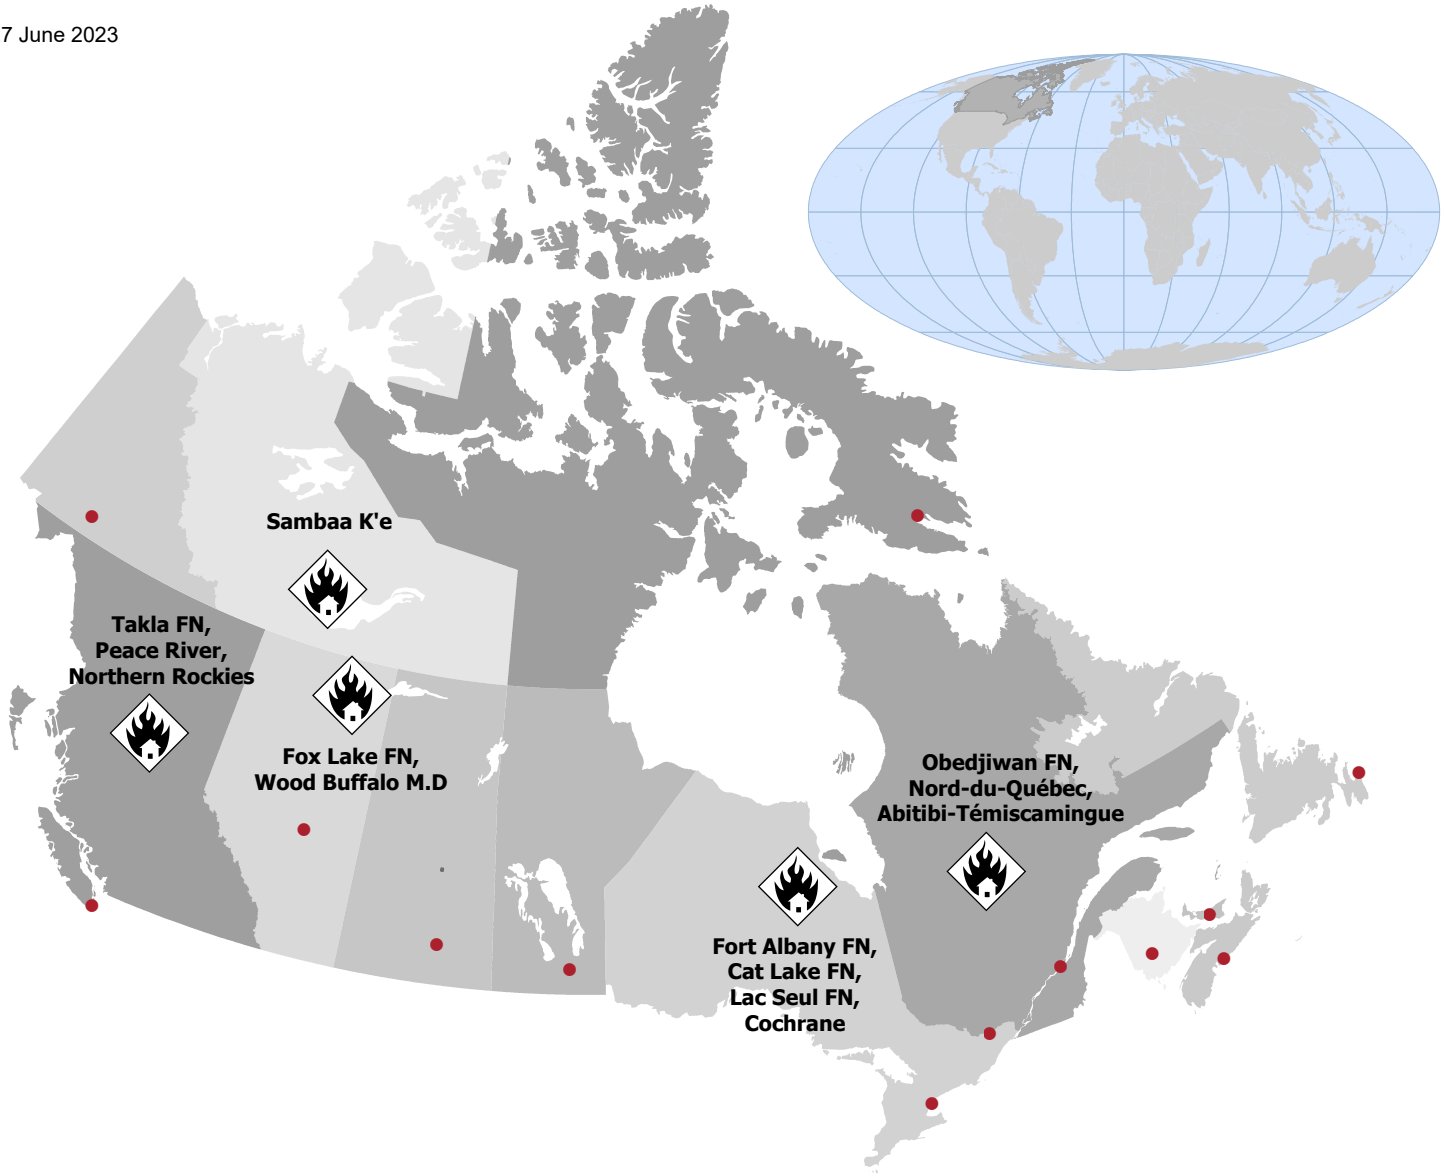 7 June 2023
Sambaa K'e
Takla FN,
Peace River,
Northern Rockies
Fox Lake FN,
Wood Buffalo M.D
Obedjiwan FN,
Nord-du-Québec,
Abitibi-Témiscamingue
Fort Albany FN,
Cat Lake FN,
Lac Seul FN,
Cochrane